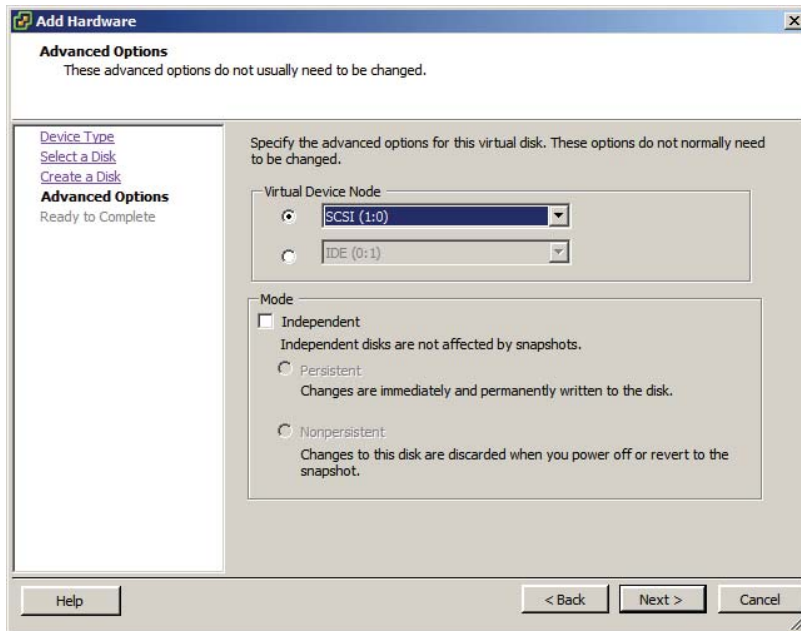 Add Hardware
Advanced Options
These advanced options do not usually need to be changed.
Device Type
Select a Disk
Create a Disk
Advanced Options
Ready to Complete
Specify the advanced options for this virtual disk. These options do not normally need
to be changed.
Virtual Device Node
SCSI (1:0)
IDE (0:1)
Mode
Independent
Independent disks are not affected by snapshots.
Persistent
Changes are immediately and permanently written to the disk.
Nonpersistent
Changes to this disk are discarded when you power off or revert to the
snapshot.
Help
< Back
Next >
Cancel